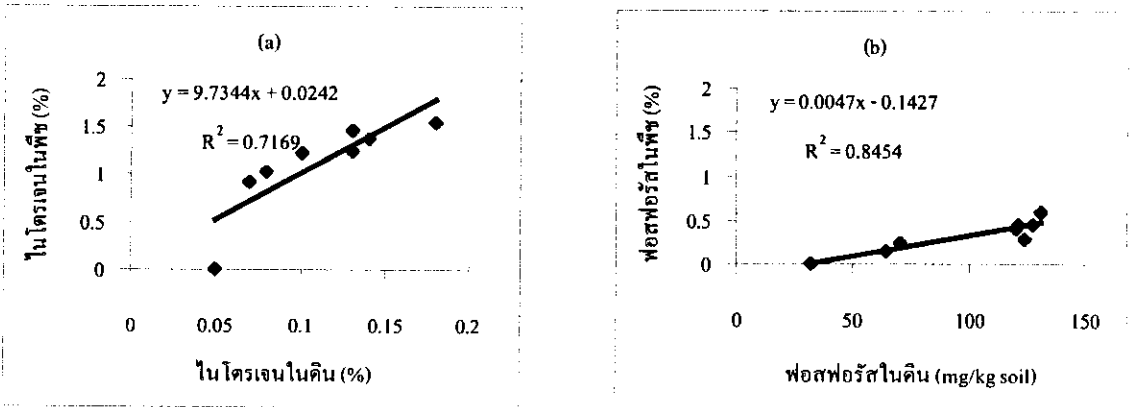 (a)
y = 9.7344x + 0.0242
R² = 0.7169
2
1.5
1
0.5
0
0 0.05 0.1 0.15 0.2
ไนโตรเจนในพืช (%)
ไนโตรเจนในดิน (%)
(b)
y = 0.0047x - 0.1427
R² = 0.8454
2
1.5
1
0.5
0
0 50 100 150
ฟอสฟอรัสในพืช (%)
ฟอสฟอรัสในดิน (mg/kg soil)